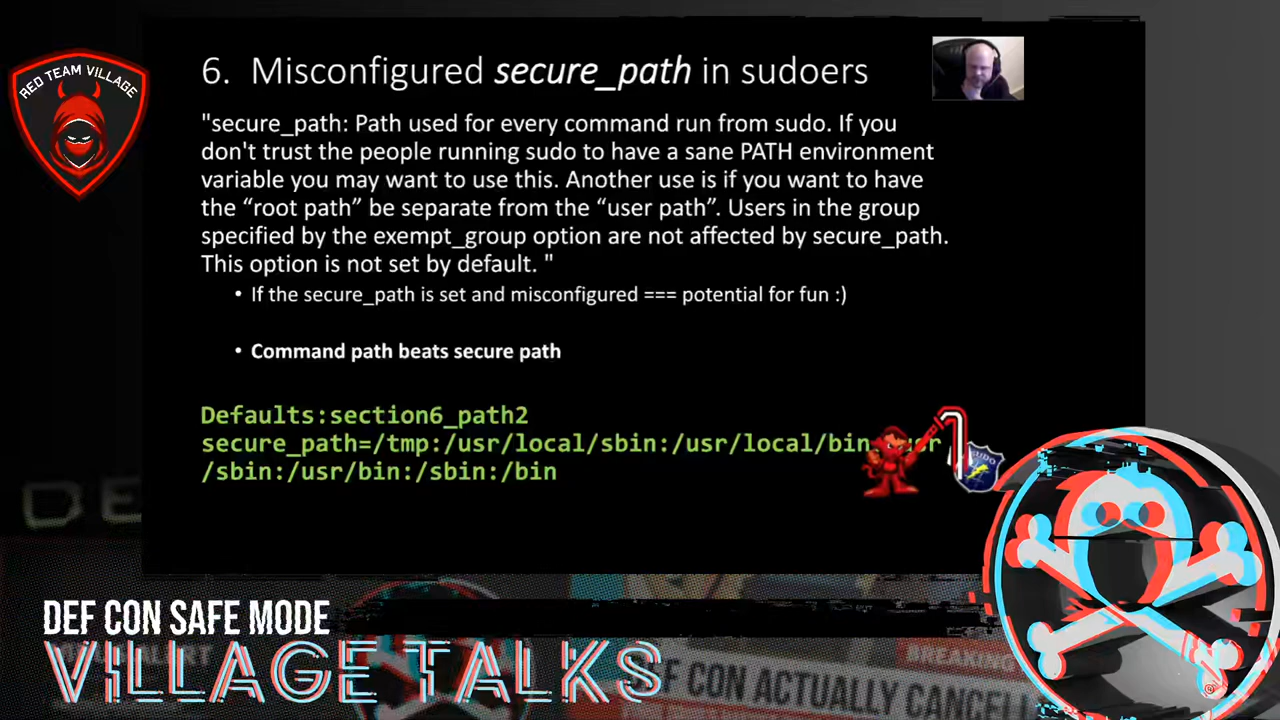 RED TEAM VILLAGE
6. Misconfigured secure_path in sudoers
"secure_path: Path used for every command run from sudo. If you
don't trust the people running sudo to have a sane PATH environment
variable you may want to use this. Another use is if you want to have
the “root path” be separate from the “user path”. Users in the group
specified by the exempt_group option are not affected by secure_path.
This option is not set by default. "
• If the secure_path is set and misconfigured === potential for fun :)
• Command path beats secure path
Defaults:section6_path2
secure_path=/tmp:/usr/local/sbin:/usr/local/bin:/usr
/sbin:/usr/bin:/sbin:/bin
DEF CON SAFE MODE
VILLAGE TALKS
BREAKING
DEF CON ACTUALLY CANCELL